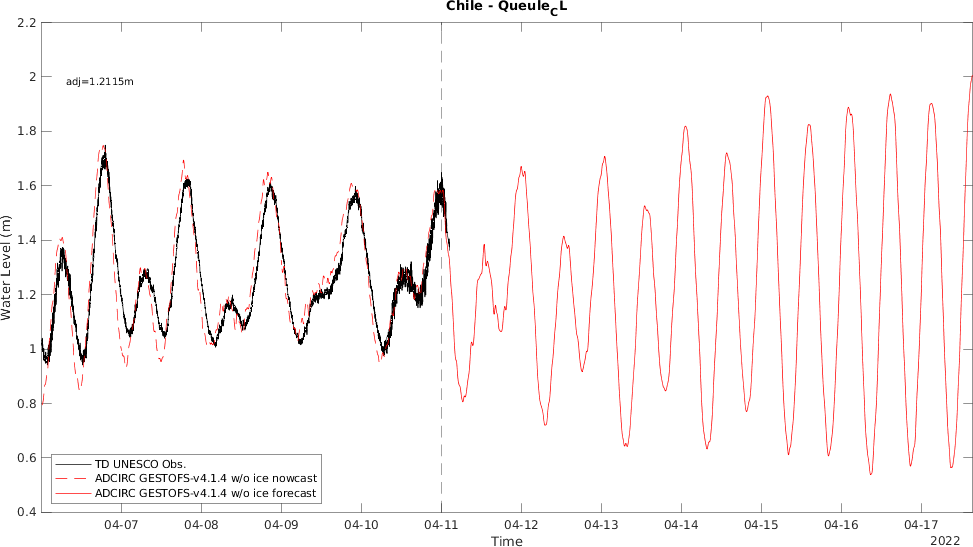 Chile - Queule_CL
2.2
2
1.8
1.6
1.4
1.2
1
0.8
0.6
0.4
Water Level (m)
adj=1.2115m
TD UNESCO Obs.
ADCIRC GESTOFS-v4.1.4 w/o ice nowcast
ADCIRC GESTOFS-v4.1.4 w/o ice forecast
04-07 04-08 04-09 04-10 04-11 04-12 04-13 04-14 04-15 04-16 04-17
Time
2022